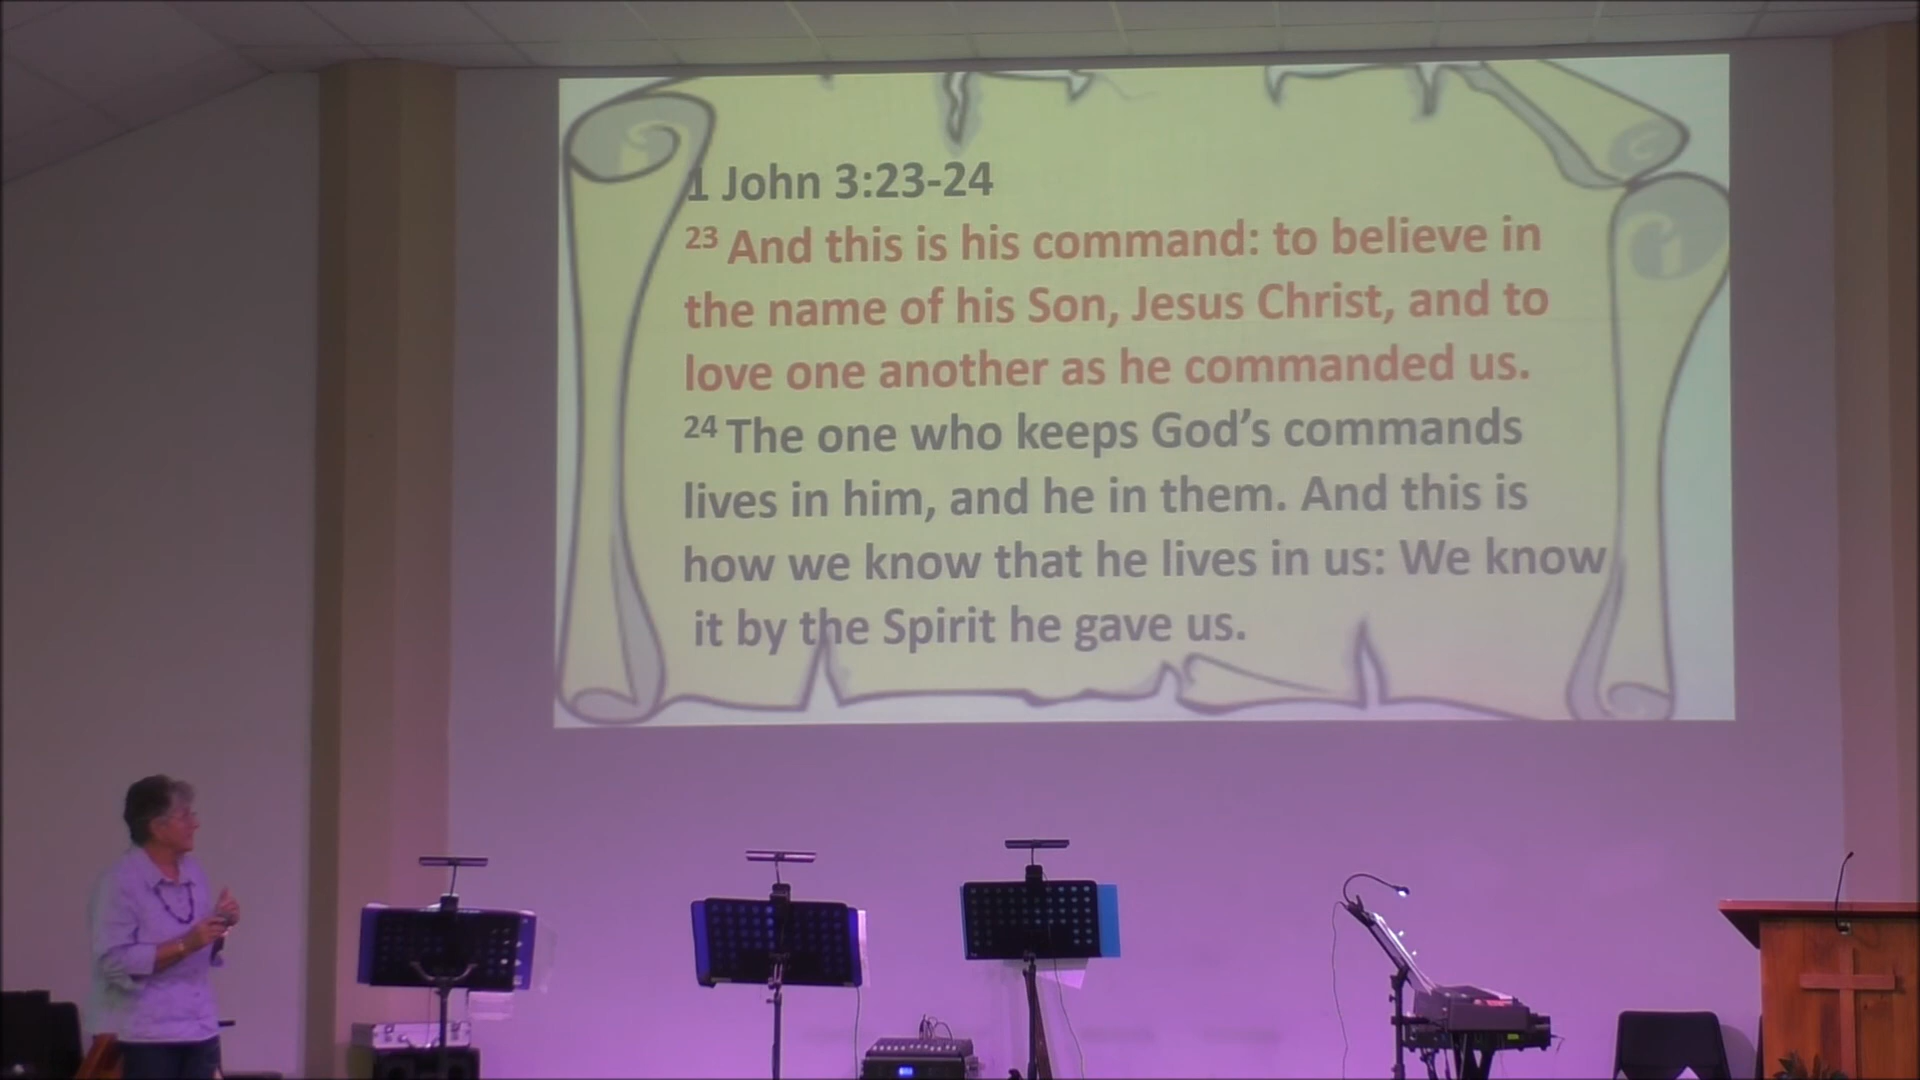 1 John 3:23-24
23 And this is his command: to believe in
the name of his Son, Jesus Christ, and to
love one another as he commanded us.
24 The one who keeps God’s commands
lives in him, and he in them. And this is
how we know that he lives in us: We know
it by the Spirit he gave us.